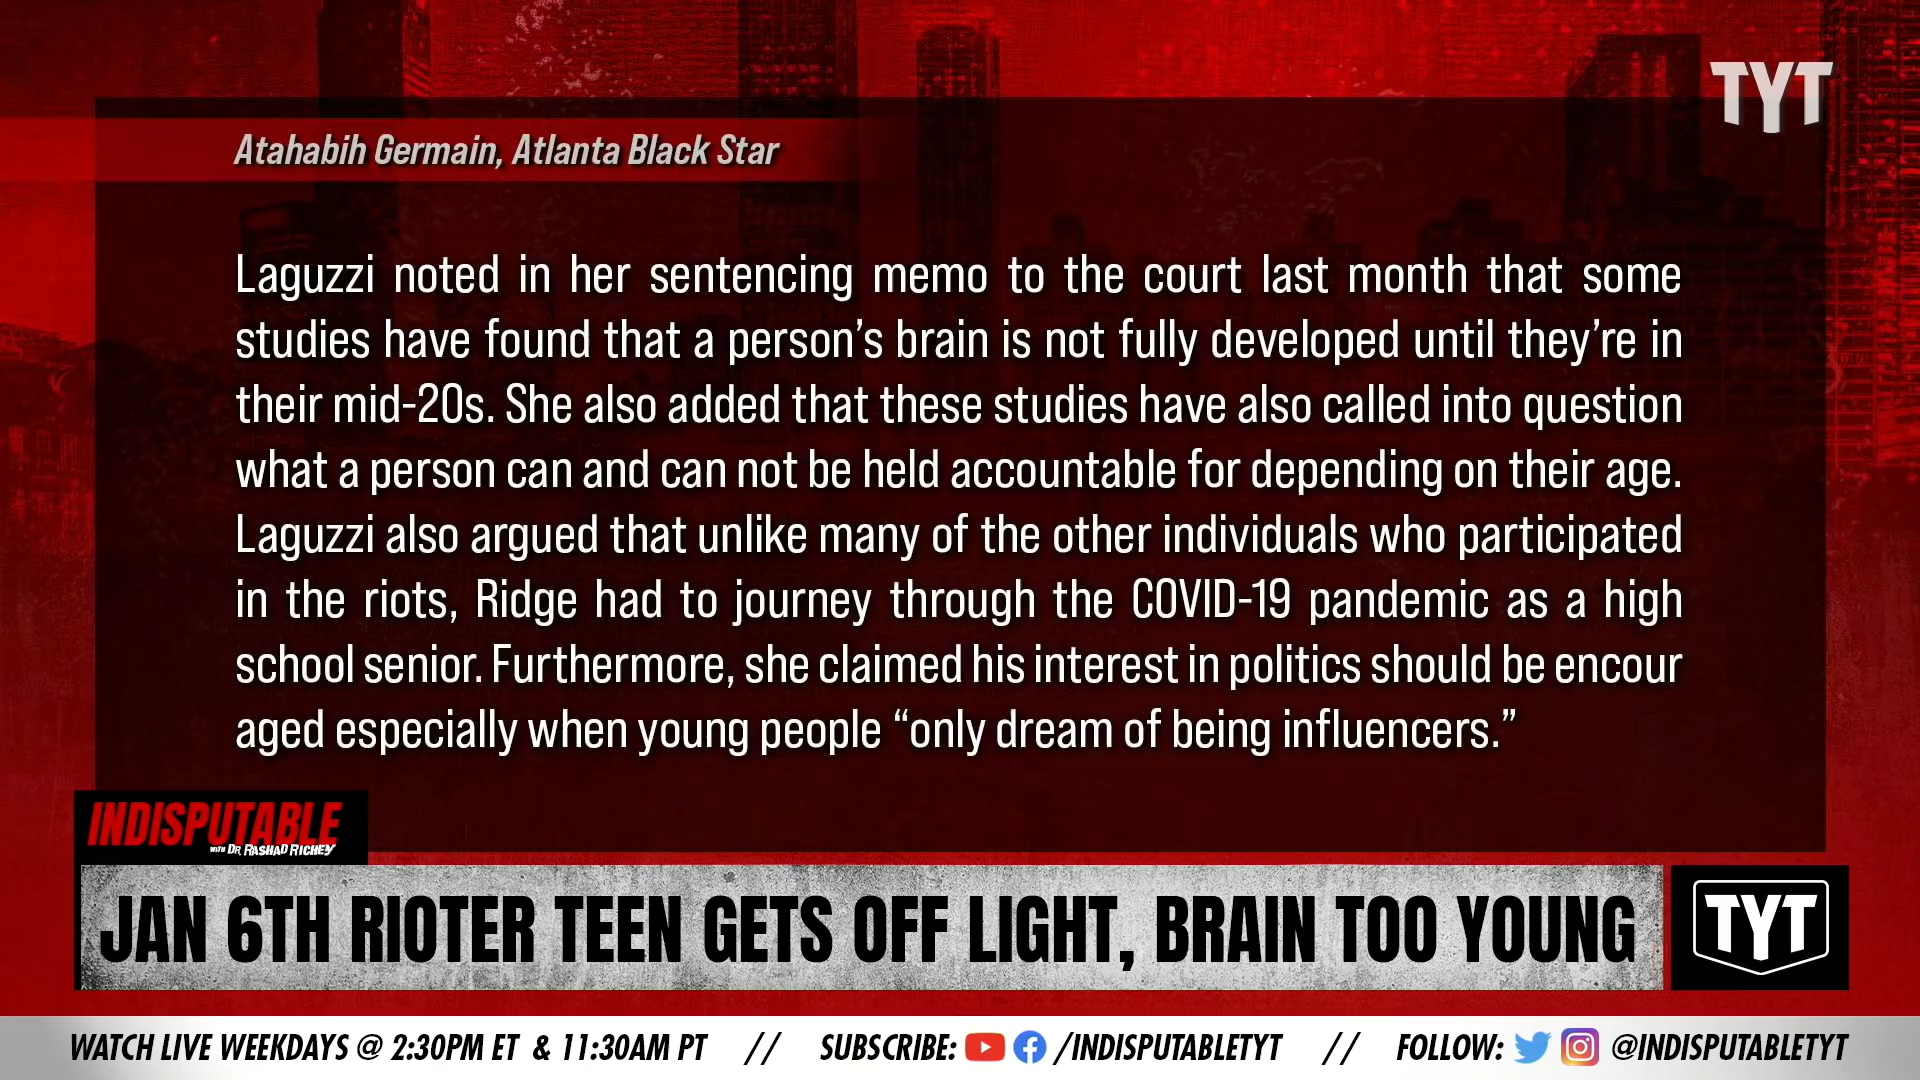 TYT
Atahabih Germain, Atlanta Black Star
Laguzzi noted in her sentencing memo to the court last month that some
studies have found that a person’s brain is not fully developed until they’re in
their mid-20s. She also added that these studies have also called into question
what a person can and can not be held accountable for depending on their age.
Laguzzi also argued that unlike many of the other individuals who participated
in the riots, Ridge had to journey through the COVID-19 pandemic as a high
school senior. Furthermore, she claimed his interest in politics should be encour
aged especially when young people “only dream of being influencers.”
INDISPUTABLE
WITH DR RASHAD RICHEY
JAN 6TH RIOTER TEEN GETS OFF LIGHT, BRAIN TOO YOUNG
TYT
WATCH LIVE WEEKDAYS @ 2:30PM ET & 11:30AM PT // SUBSCRIBE: /INDISPUTABLETYT // FOLLOW: @INDISPUTABLETYT